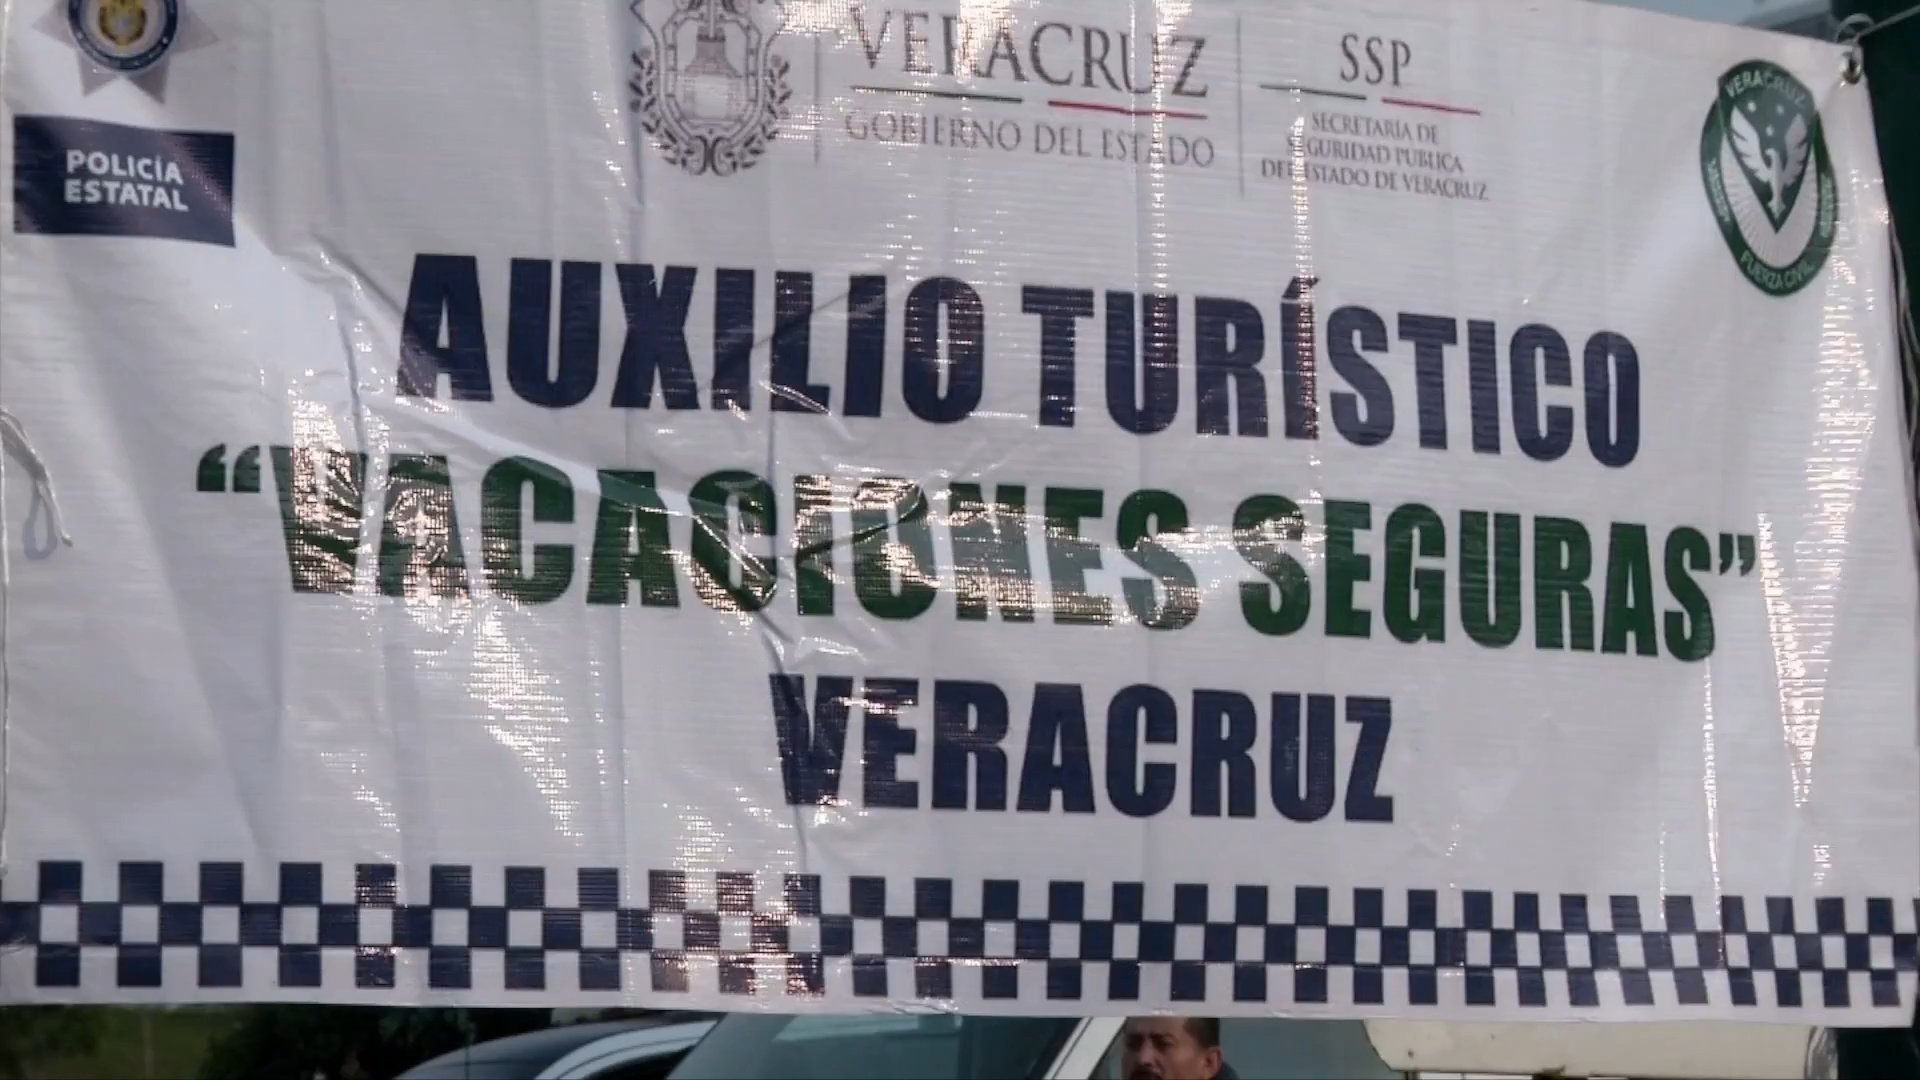 POLICÍA
ESTATAL
VERACRUZ
GOBIERNO DEL ESTADO
SSP
SECRETARÍA DE
SEGURIDAD PUBLICA
DEL ESTADO DE VERACRUZ
VERACRUZ
FUERZA CIVIL
AUXILIO TURÍSTICO
“VACACIONES SEGURAS”
VERACRUZ